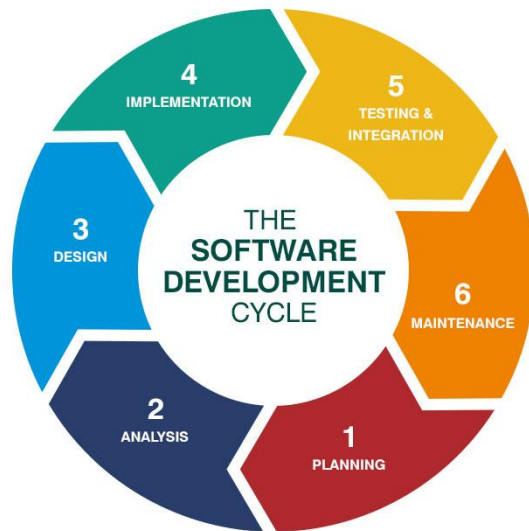 THE
SOFTWARE
DEVELOPMENT
CYCLE
1
PLANNING
2
ANALYSIS
3
DESIGN
4
IMPLEMENTATION
5
TESTING &
INTEGRATION
6
MAINTENANCE